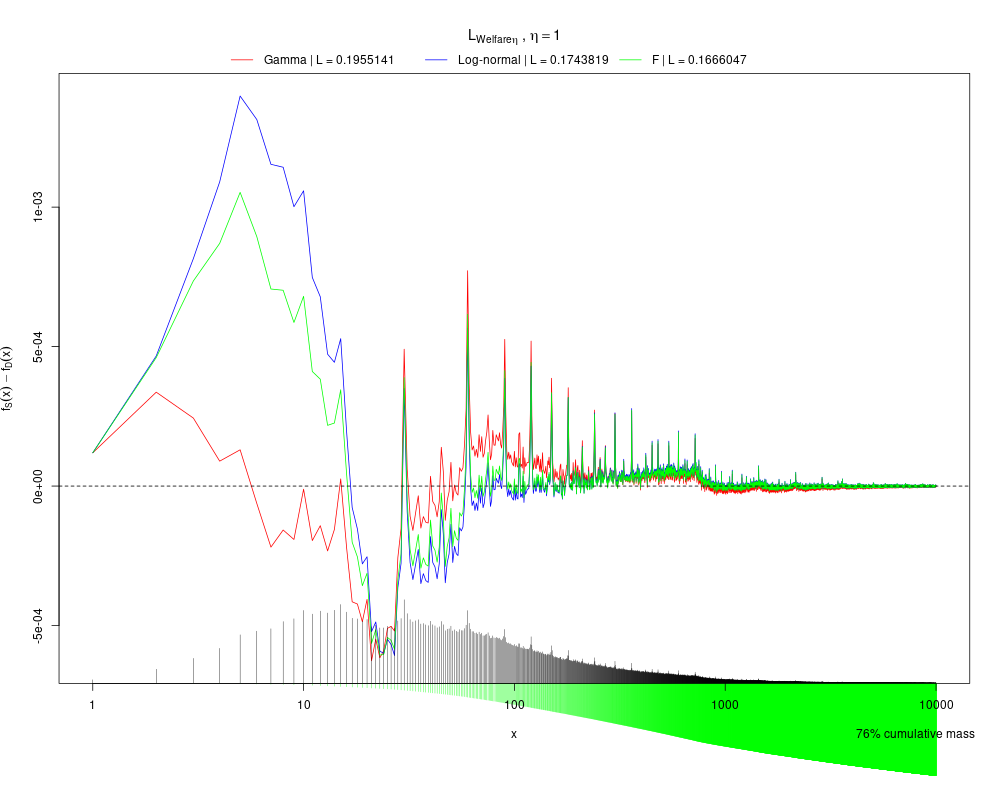 L_Welfareη , η = 1
Gamma | L = 0.1955141 Log-normal | L = 0.1743819 F | L = 0.1666047
1e-03
5e-04
0e+00
-5e-04
f_S(x) − f_D(x)
1 10 100 1000 10000
x
76% cumulative mass